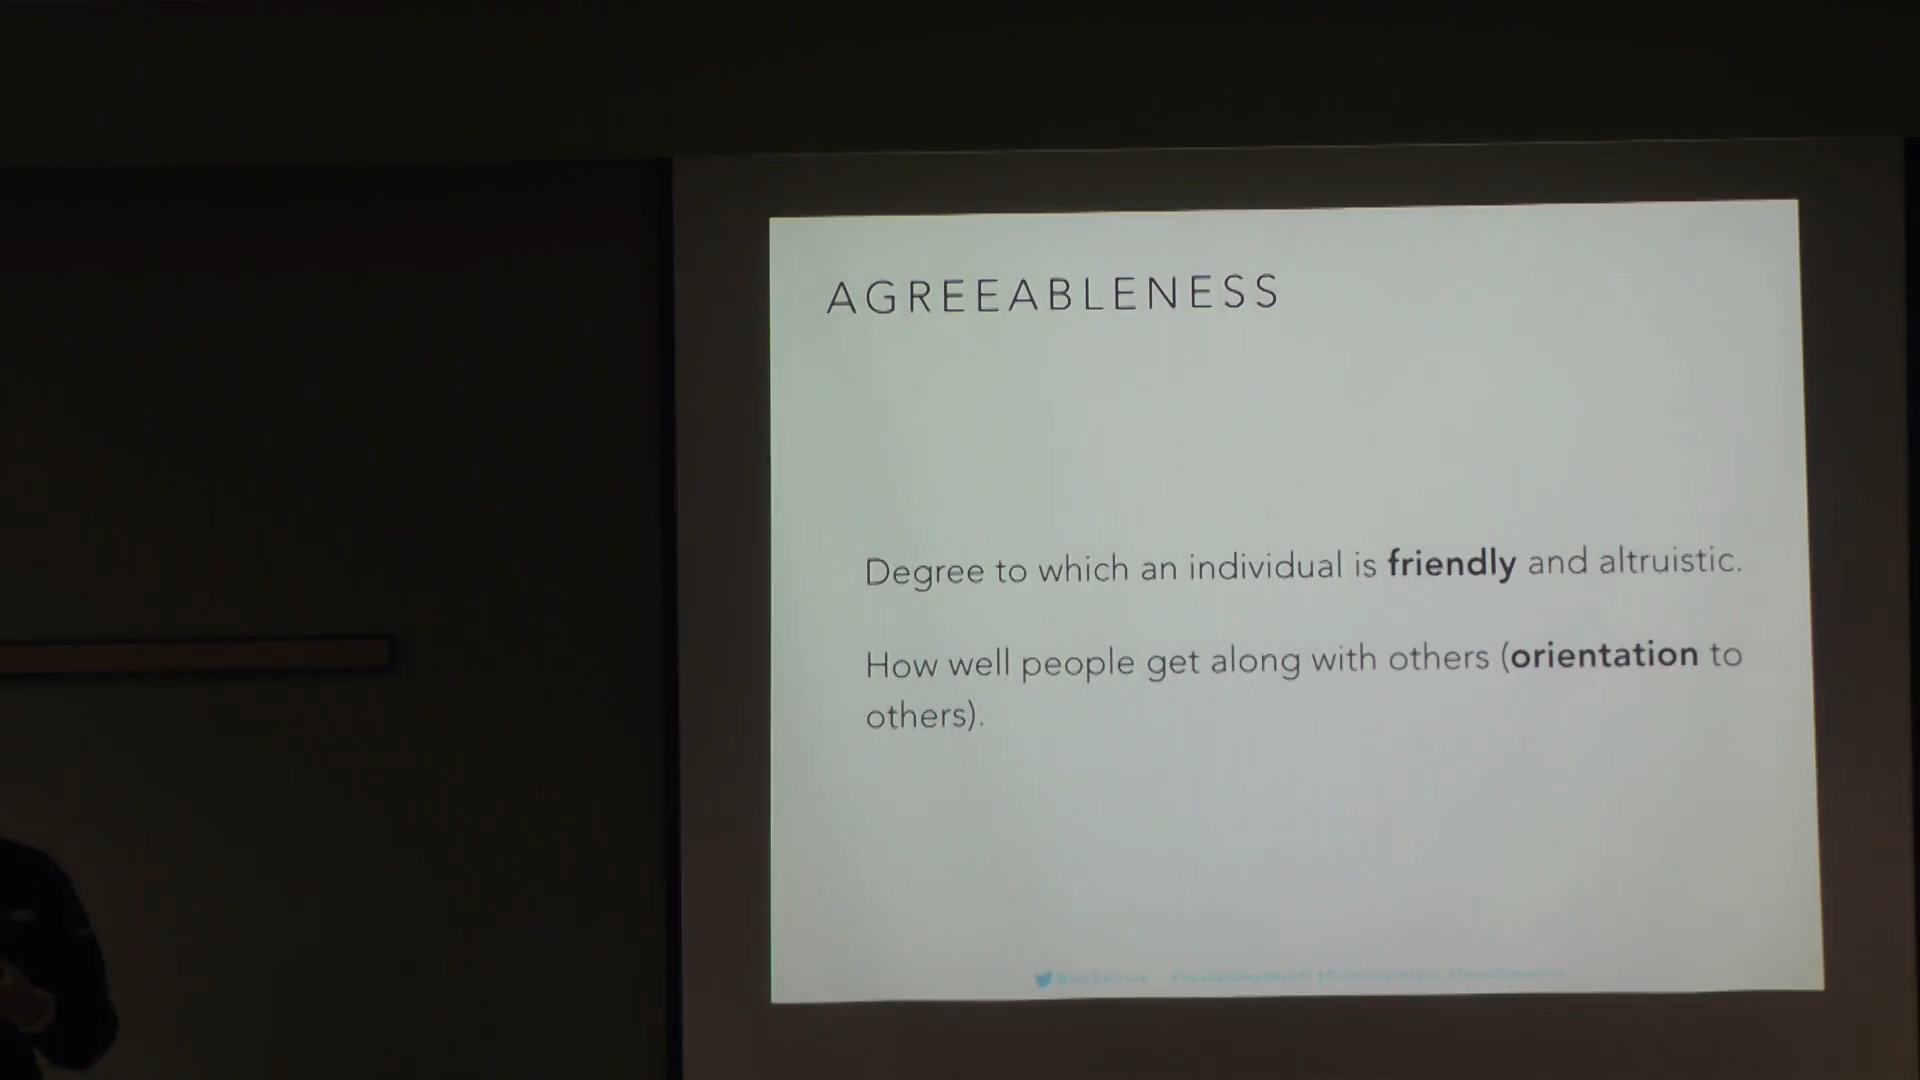 AGREEABLENESS
Degree to which an individual is friendly and altruistic.
How well people get along with others (orientation to
others).